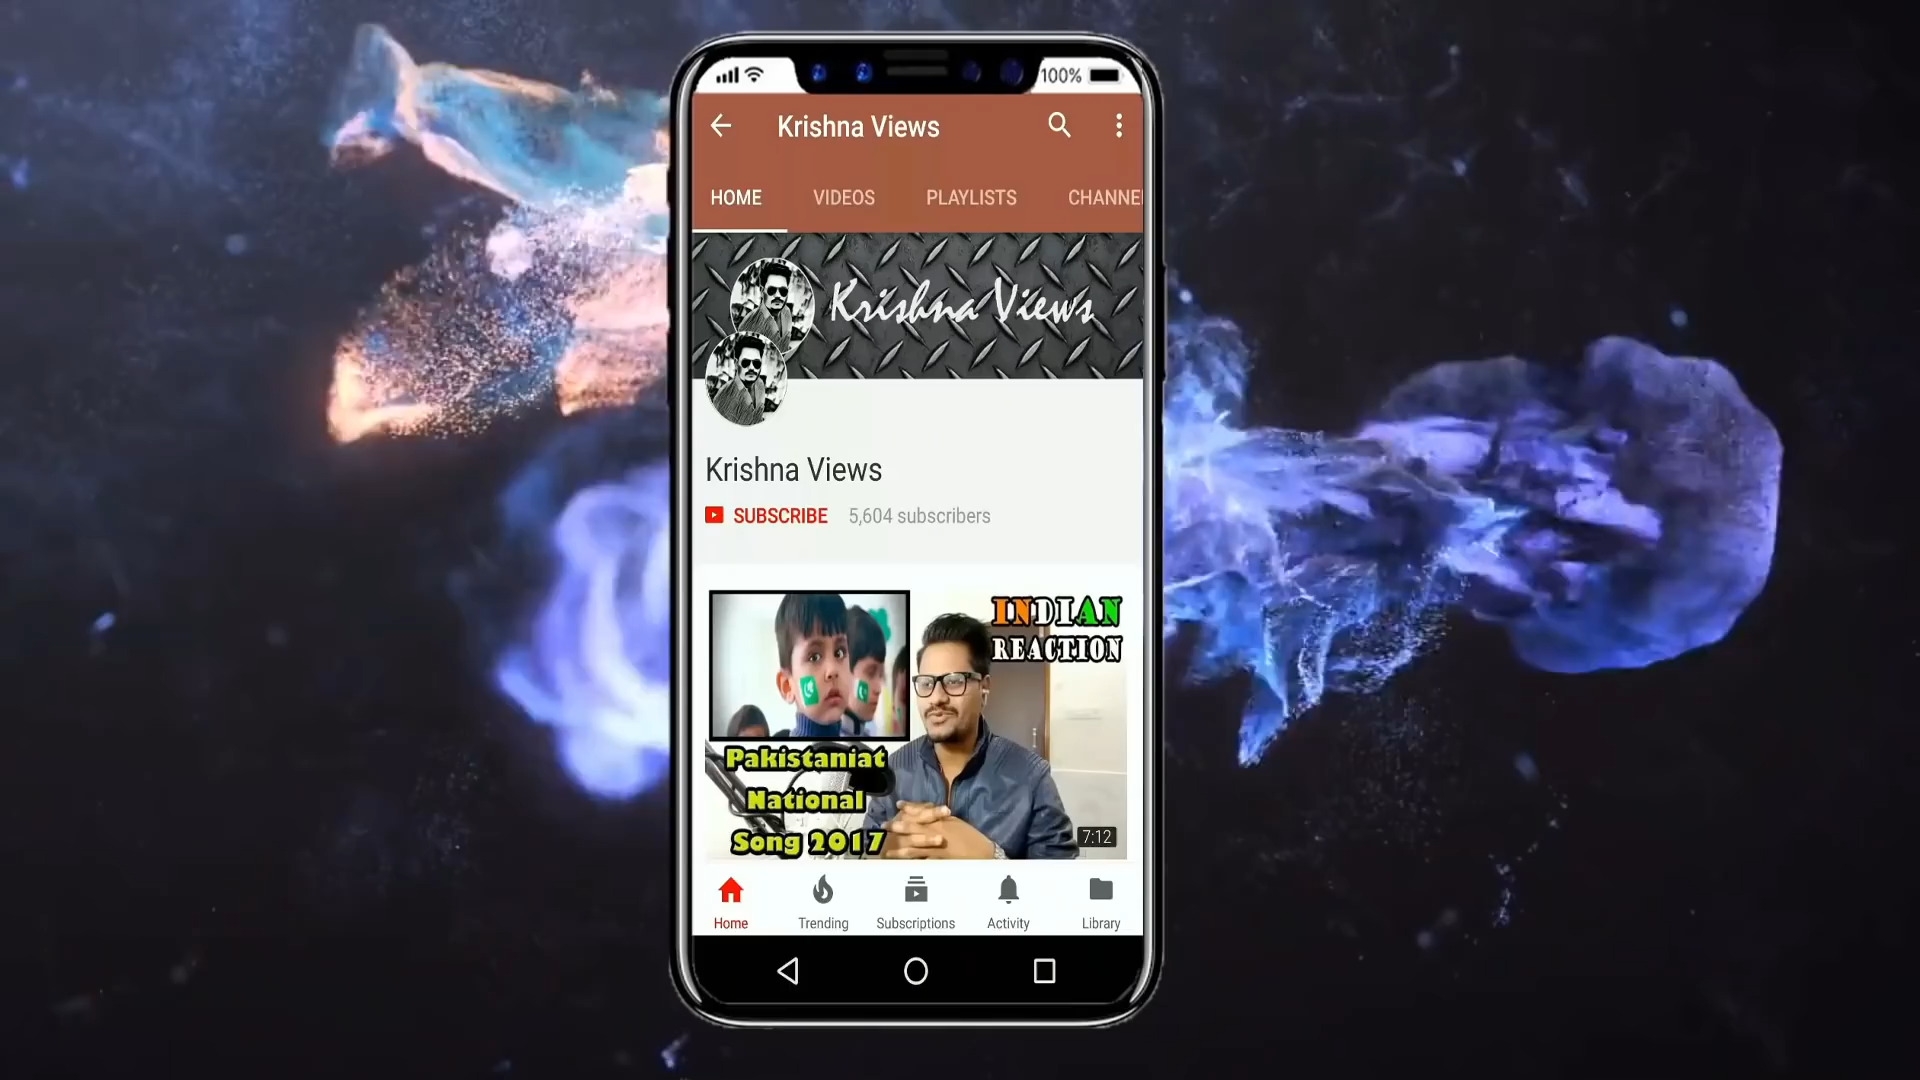 100%
Krishna Views
HOME VIDEOS PLAYLISTS CHANNE
Krishna Views
Krishna Views
SUBSCRIBE 5,604 subscribers
INDIAN
REACTION
Pakistaniat
National
Song 2017
7:12
Home Trending Subscriptions Activity Library